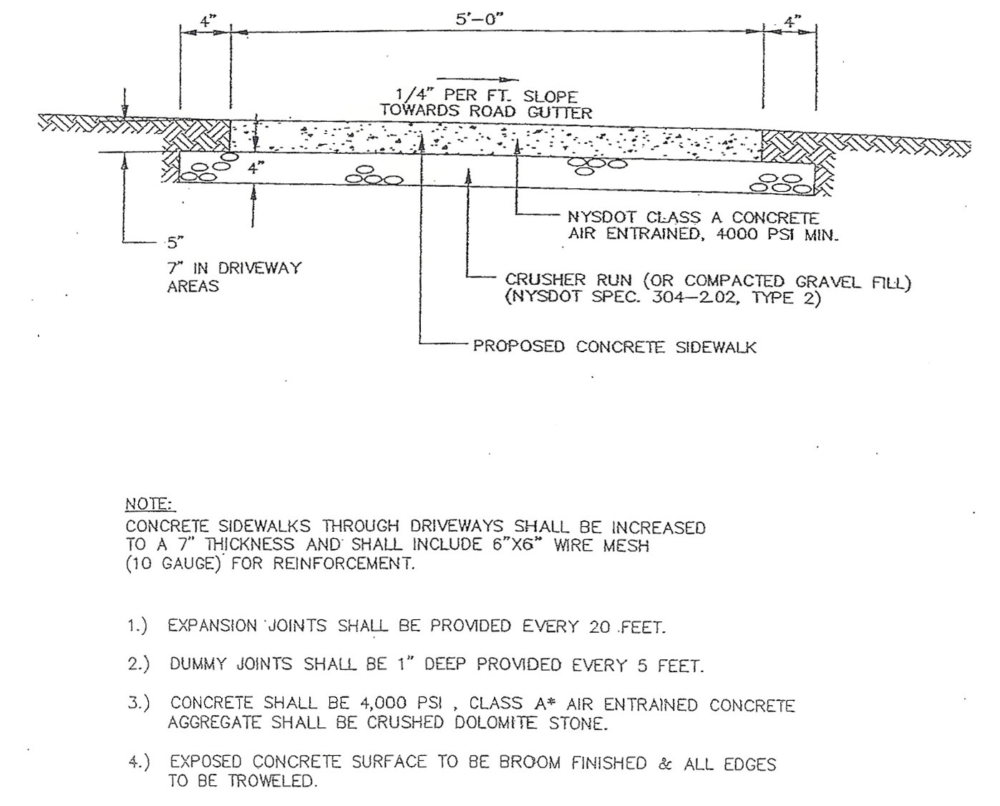 4"
5'-0"
4"
1/4" PER FT. SLOPE
TOWARDS ROAD GUTTER
4"
NYSDOT CLASS A CONCRETE
AIR ENTRAINED, 4000 PSI MIN.
5"
7" IN DRIVEWAY
AREAS
CRUSHER RUN (OR COMPACTED GRAVEL FILL)
(NYSDOT SPEC. 304-2.02, TYPE 2)
PROPOSED CONCRETE SIDEWALK
NOTE:
CONCRETE SIDEWALKS THROUGH DRIVEWAYS SHALL BE INCREASED
TO A 7" THICKNESS AND SHALL INCLUDE 6"X6" WIRE MESH
(10 GAUGE) FOR REINFORCEMENT.
1.) EXPANSION JOINTS SHALL BE PROVIDED EVERY 20 FEET.
2.) DUMMY JOINTS SHALL BE 1" DEEP PROVIDED EVERY 5 FEET.
3.) CONCRETE SHALL BE 4,000 PSI , CLASS A* AIR ENTRAINED CONCRETE
AGGREGATE SHALL BE CRUSHED DOLOMITE STONE.
4.) EXPOSED CONCRETE SURFACE TO BE BROOM FINISHED & ALL EDGES
TO BE TROWELED.